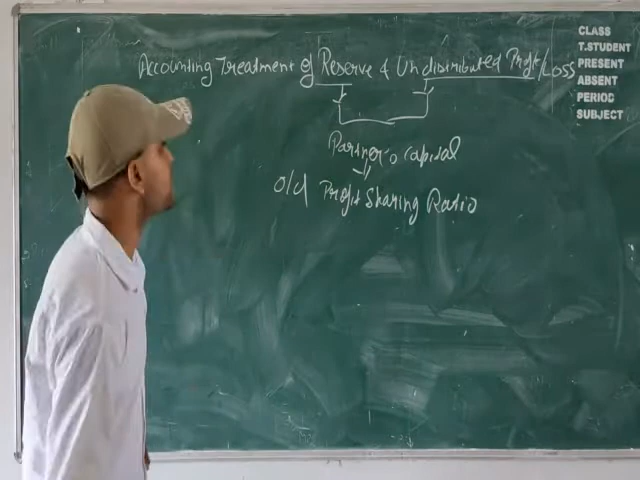 Accounting Treatment of Reserve & Undistributed Profit/Loss
Partner's capital
old Profit Sharing Ratio
CLASS
T.STUDENT
PRESENT
ABSENT
PERIOD
SUBJECT